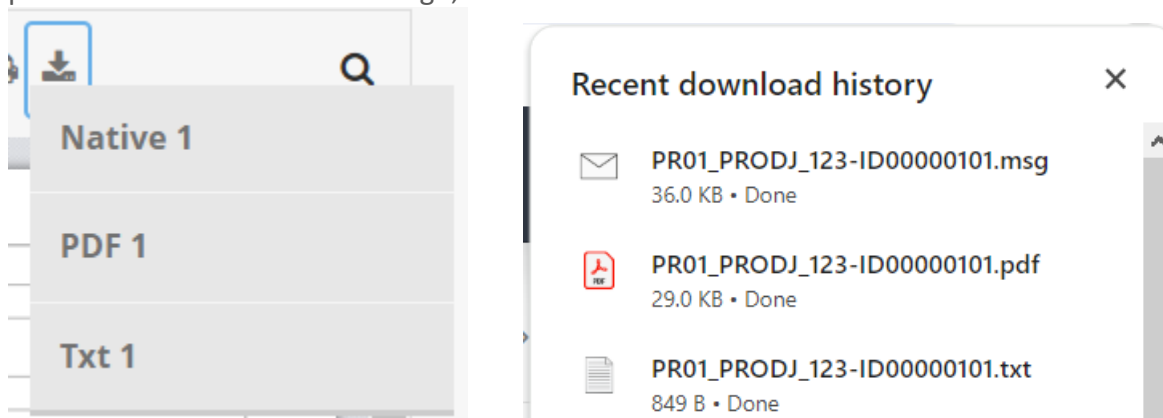 Native 1
PDF 1
Txt 1
Recent download history
PR01_PRODJ_123-ID00000101.msg
36.0 KB • Done
PDF
PR01_PRODJ_123-ID00000101.pdf
29.0 KB • Done
PR01_PRODJ_123-ID00000101.txt
849 B • Done